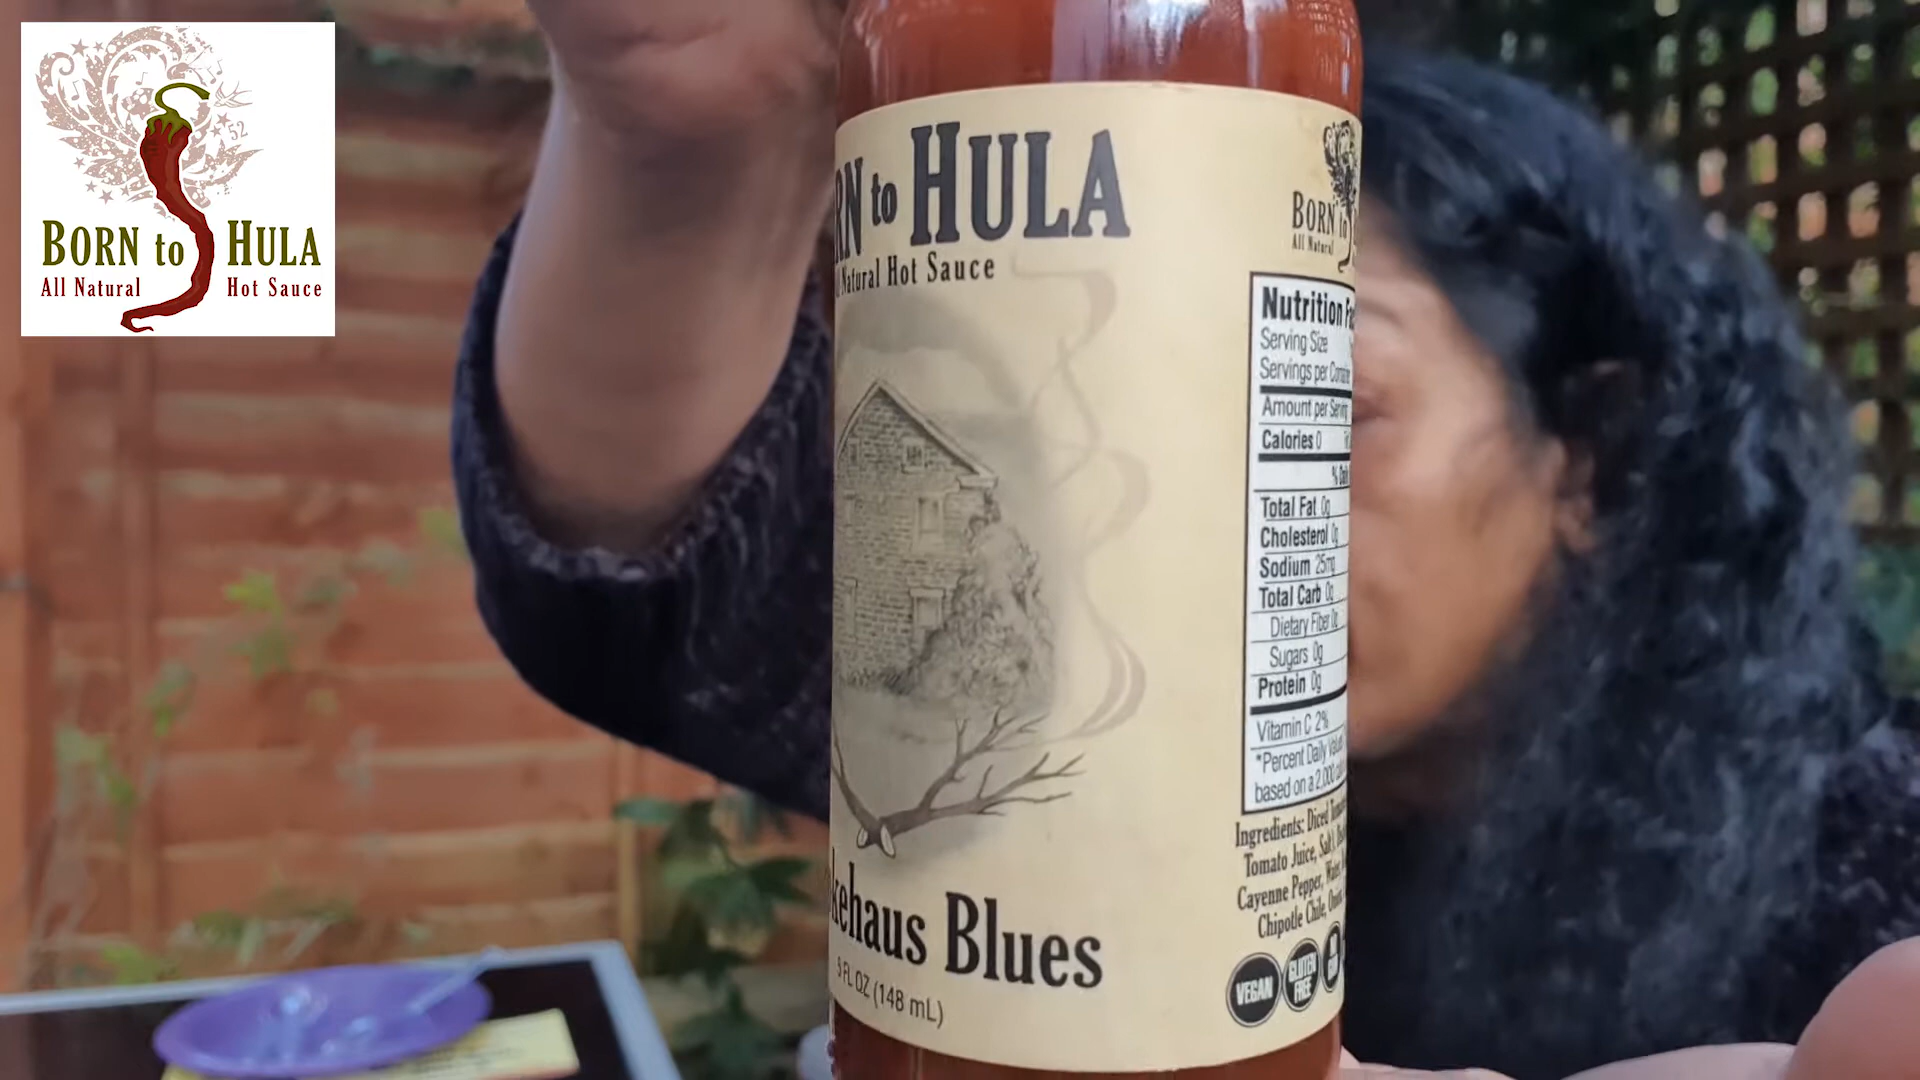 52
BORN to HULA
All Natural Hot Sauce
RN to HULA
Natural Hot Sauce
kehaus Blues
FL OZ (148 mL)
BORN to
All Natural
Nutrition
Serving Size
Servings per
Amount per
Calories 0
%
Total Fat 0g
Cholesterol 0g
Sodium 25mg
Total Carb 0g
Dietary Fiber 0g
Sugars 0g
Protein 0g
Vitamin C 2%
*Percent Daily
based on a 2,000
Ingredients: Diced
Tomato Juice, Salt
Cayenne Pepper,
Chipotle Chile,
VEGAN
GLUTEN
FREE